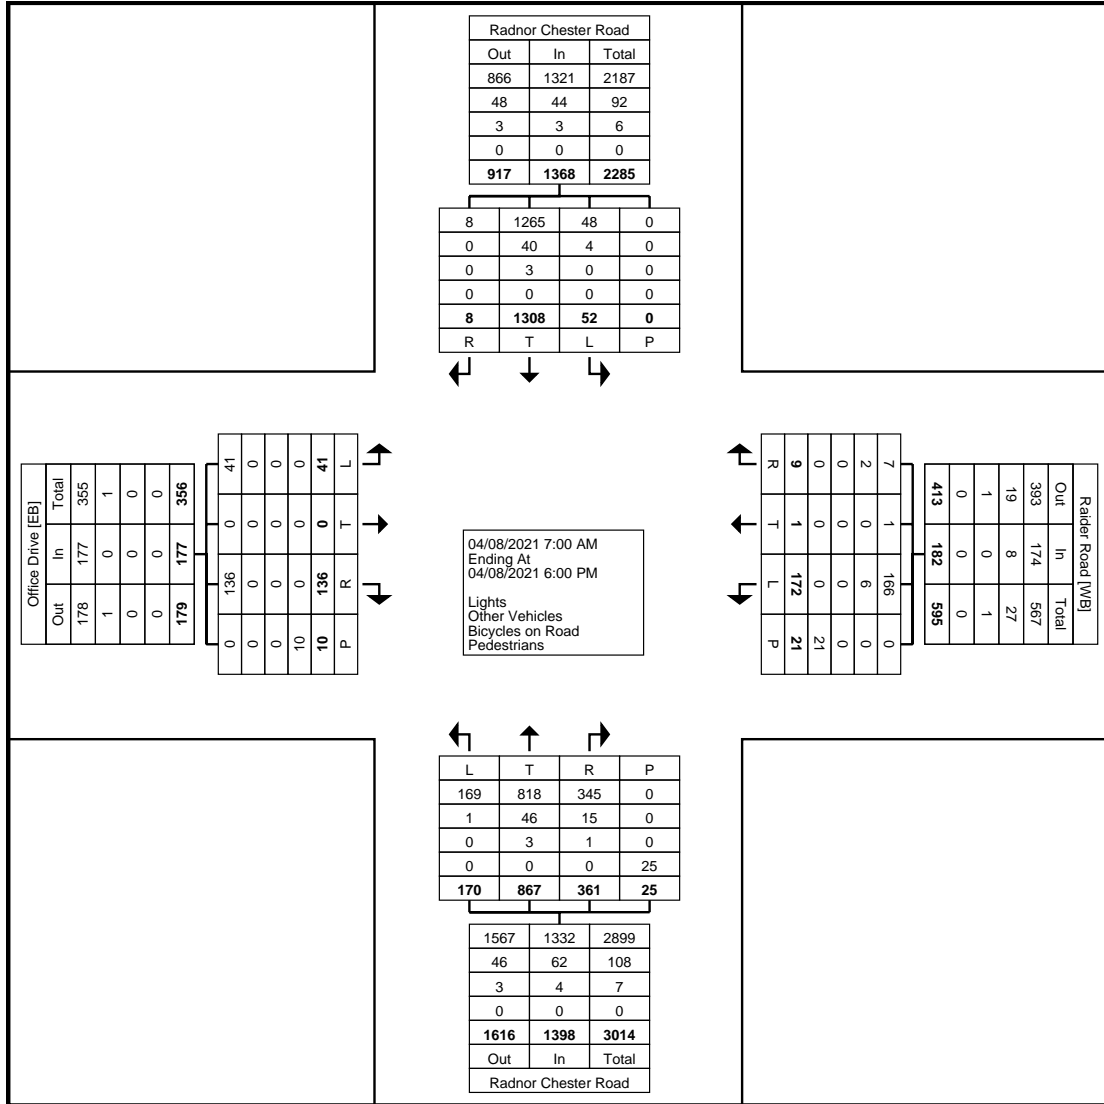 Radnor Chester Road
Out In Total
866 1321 2187
48 44 92
3 3 6
0 0 0
917 1368 2285
8 1265 48 0
0 40 4 0
0 3 0 0
0 0 0 0
8 1308 52 0
R T L P
Office Drive [EB]
Total In Out
355 177 178
1 0 1
0 0 0
0 0 0
356 177 179
41 0 136 0
0 0 0 0
0 0 0 0
0 0 0 10
41 0 136 10
L T R P
04/08/2021 7:00 AM
Ending At
04/08/2021 6:00 PM
Lights
Other Vehicles
Bicycles on Road
Pedestrians
R T L P
9 1 172 21
0 0 0 21
0 0 0 0
2 0 6 0
7 1 166 0
Raider Road [WB]
Out In Total
393 174 567
19 8 27
1 0 1
0 0 0
413 182 595
L T R P
169 818 345 0
1 46 15 0
0 3 1 0
0 0 0 25
170 867 361 25
1567 1332 2899
46 62 108
3 4 7
0 0 0
1616 1398 3014
Out In Total
Radnor Chester Road